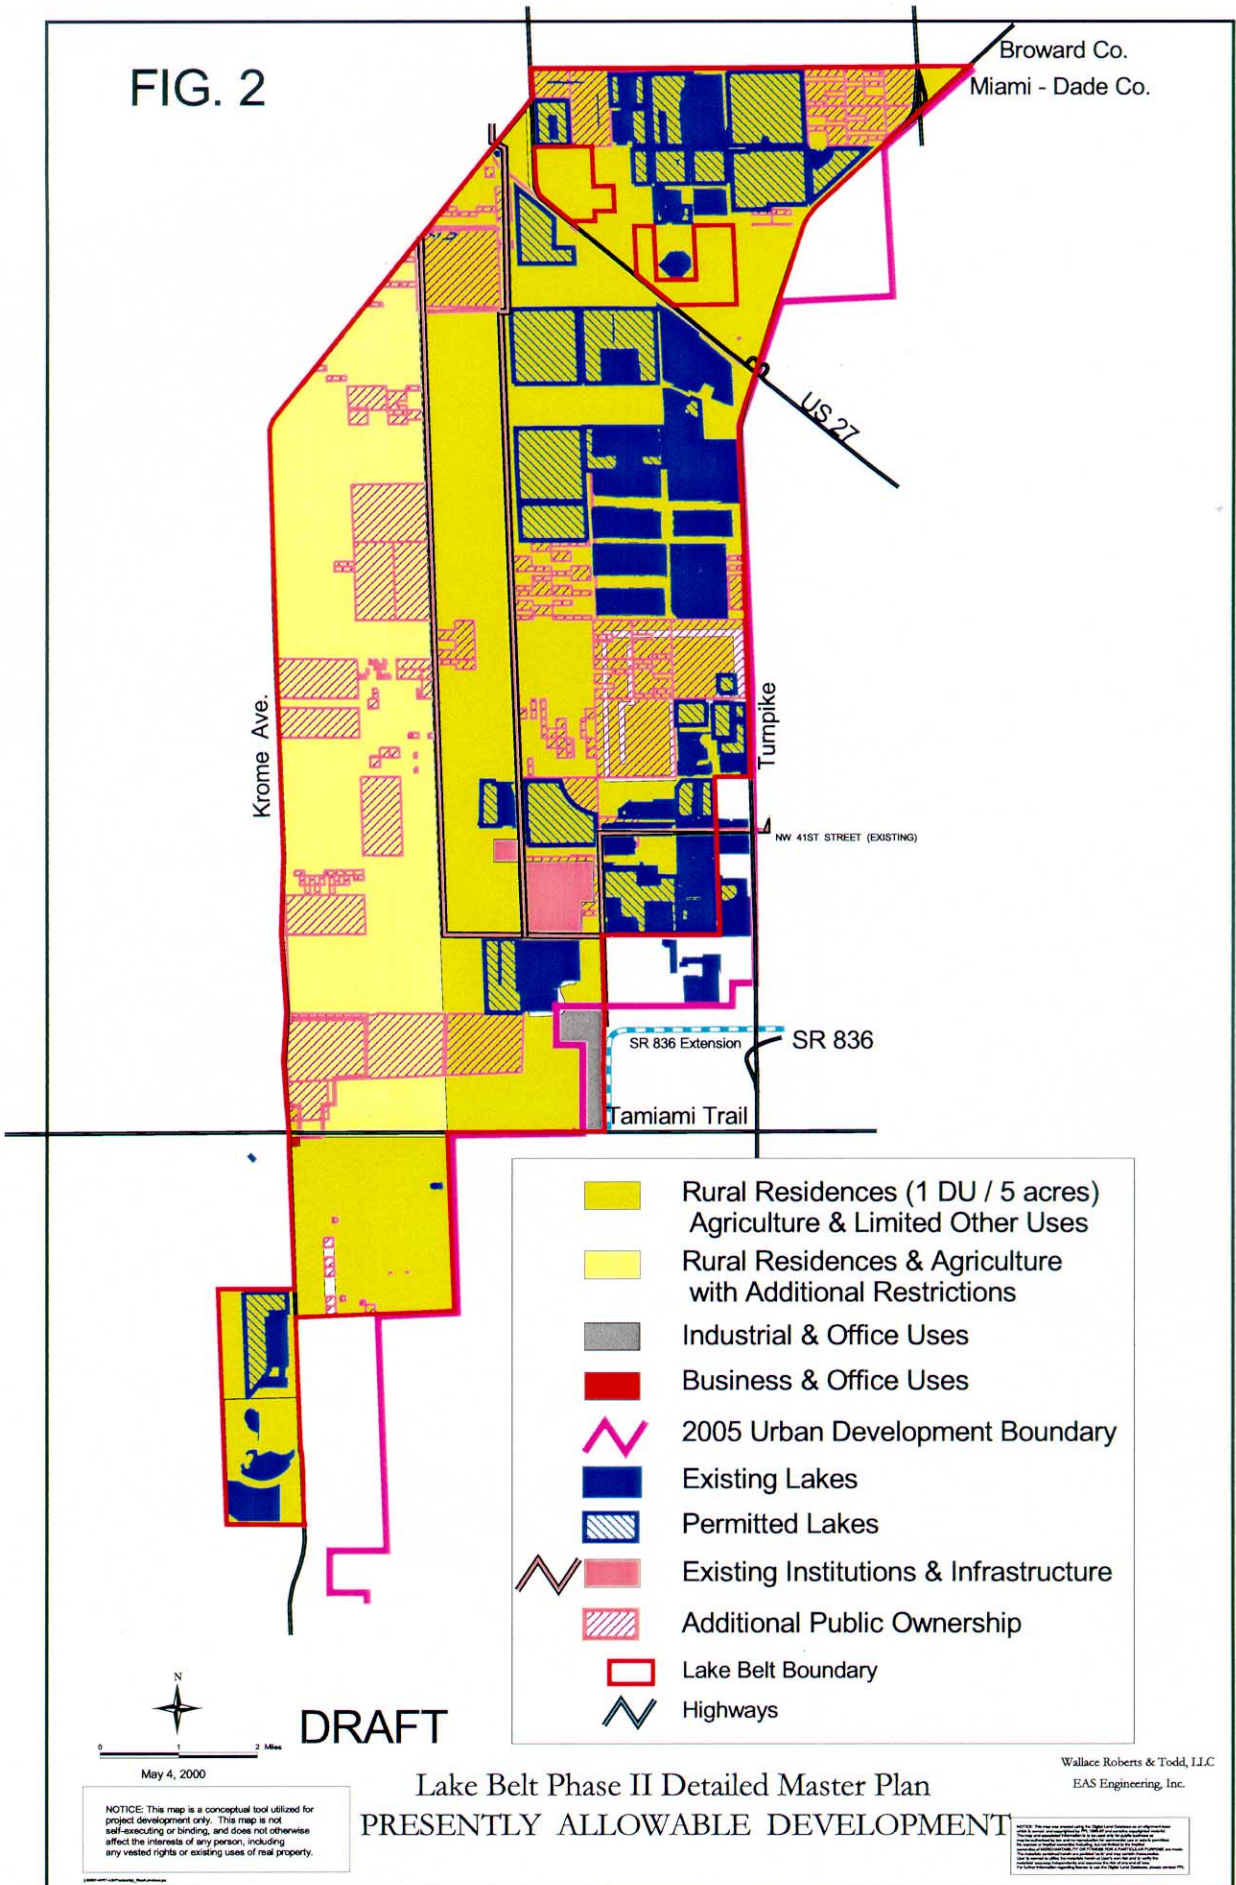 FIG. 2
Broward Co.
Miami - Dade Co.
US 27
Krome Ave.
Turnpike
NW 41ST STREET (EXISTING)
SR 836 Extension
SR 836
Tamiami Trail
Rural Residences (1 DU / 5 acres)
Agriculture & Limited Other Uses
Rural Residences & Agriculture
with Additional Restrictions
Industrial & Office Uses
Business & Office Uses
2005 Urban Development Boundary
Existing Lakes
Permitted Lakes
Existing Institutions & Infrastructure
Additional Public Ownership
Lake Belt Boundary
Highways
N
0 1 2 Miles
May 4, 2000
DRAFT
NOTICE: This map is a conceptual tool utilized for
project development only. This map is not
self-executing or binding, and does not otherwise
affect the interests of any person, including
any vested rights or existing uses of real property.
Lake Belt Phase II Detailed Master Plan
PRESENTLY ALLOWABLE DEVELOPMENT
Wallace Roberts & Todd, LLC
EAS Engineering, Inc.